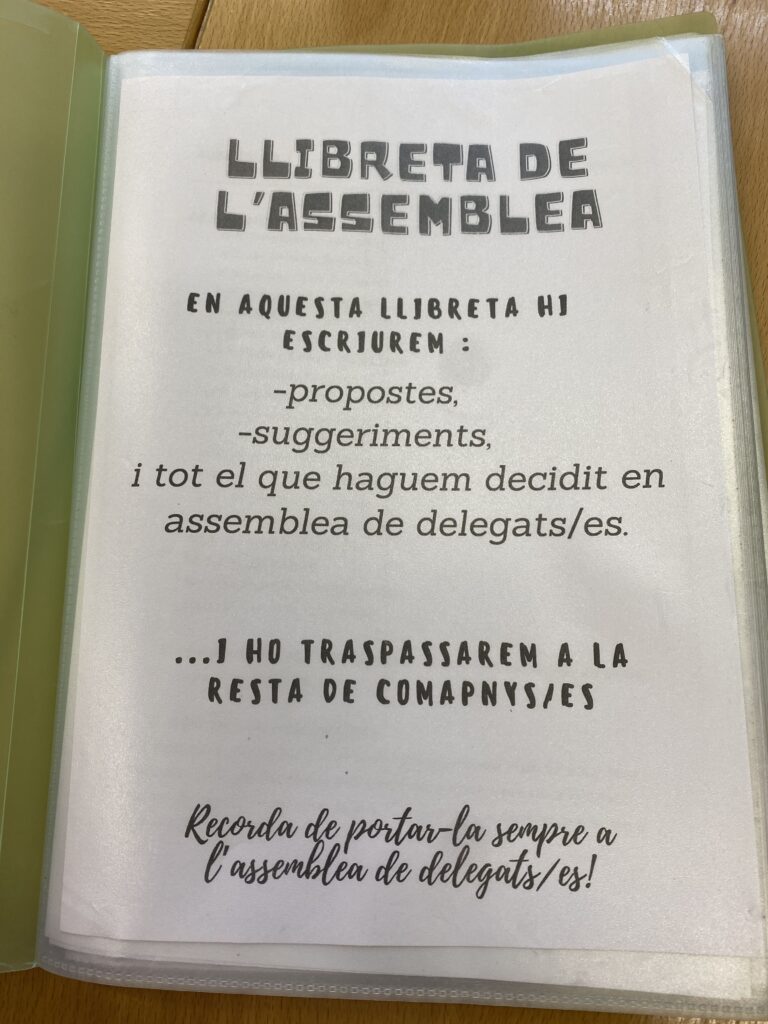 LLIBRETA DE
L'ASSEMBLEA
EN AQUESTA LLIBRETA HI
ESCRIUREM :
-propostes,
-suggeriments,
i tot el que haguem decidit en
assemblea de delegats/es.
...I HO TRASPASSAREM A LA
RESTA DE COMAPNYS/ES
Recorda de portar-la sempre a
l'assemblea de delegats/es!